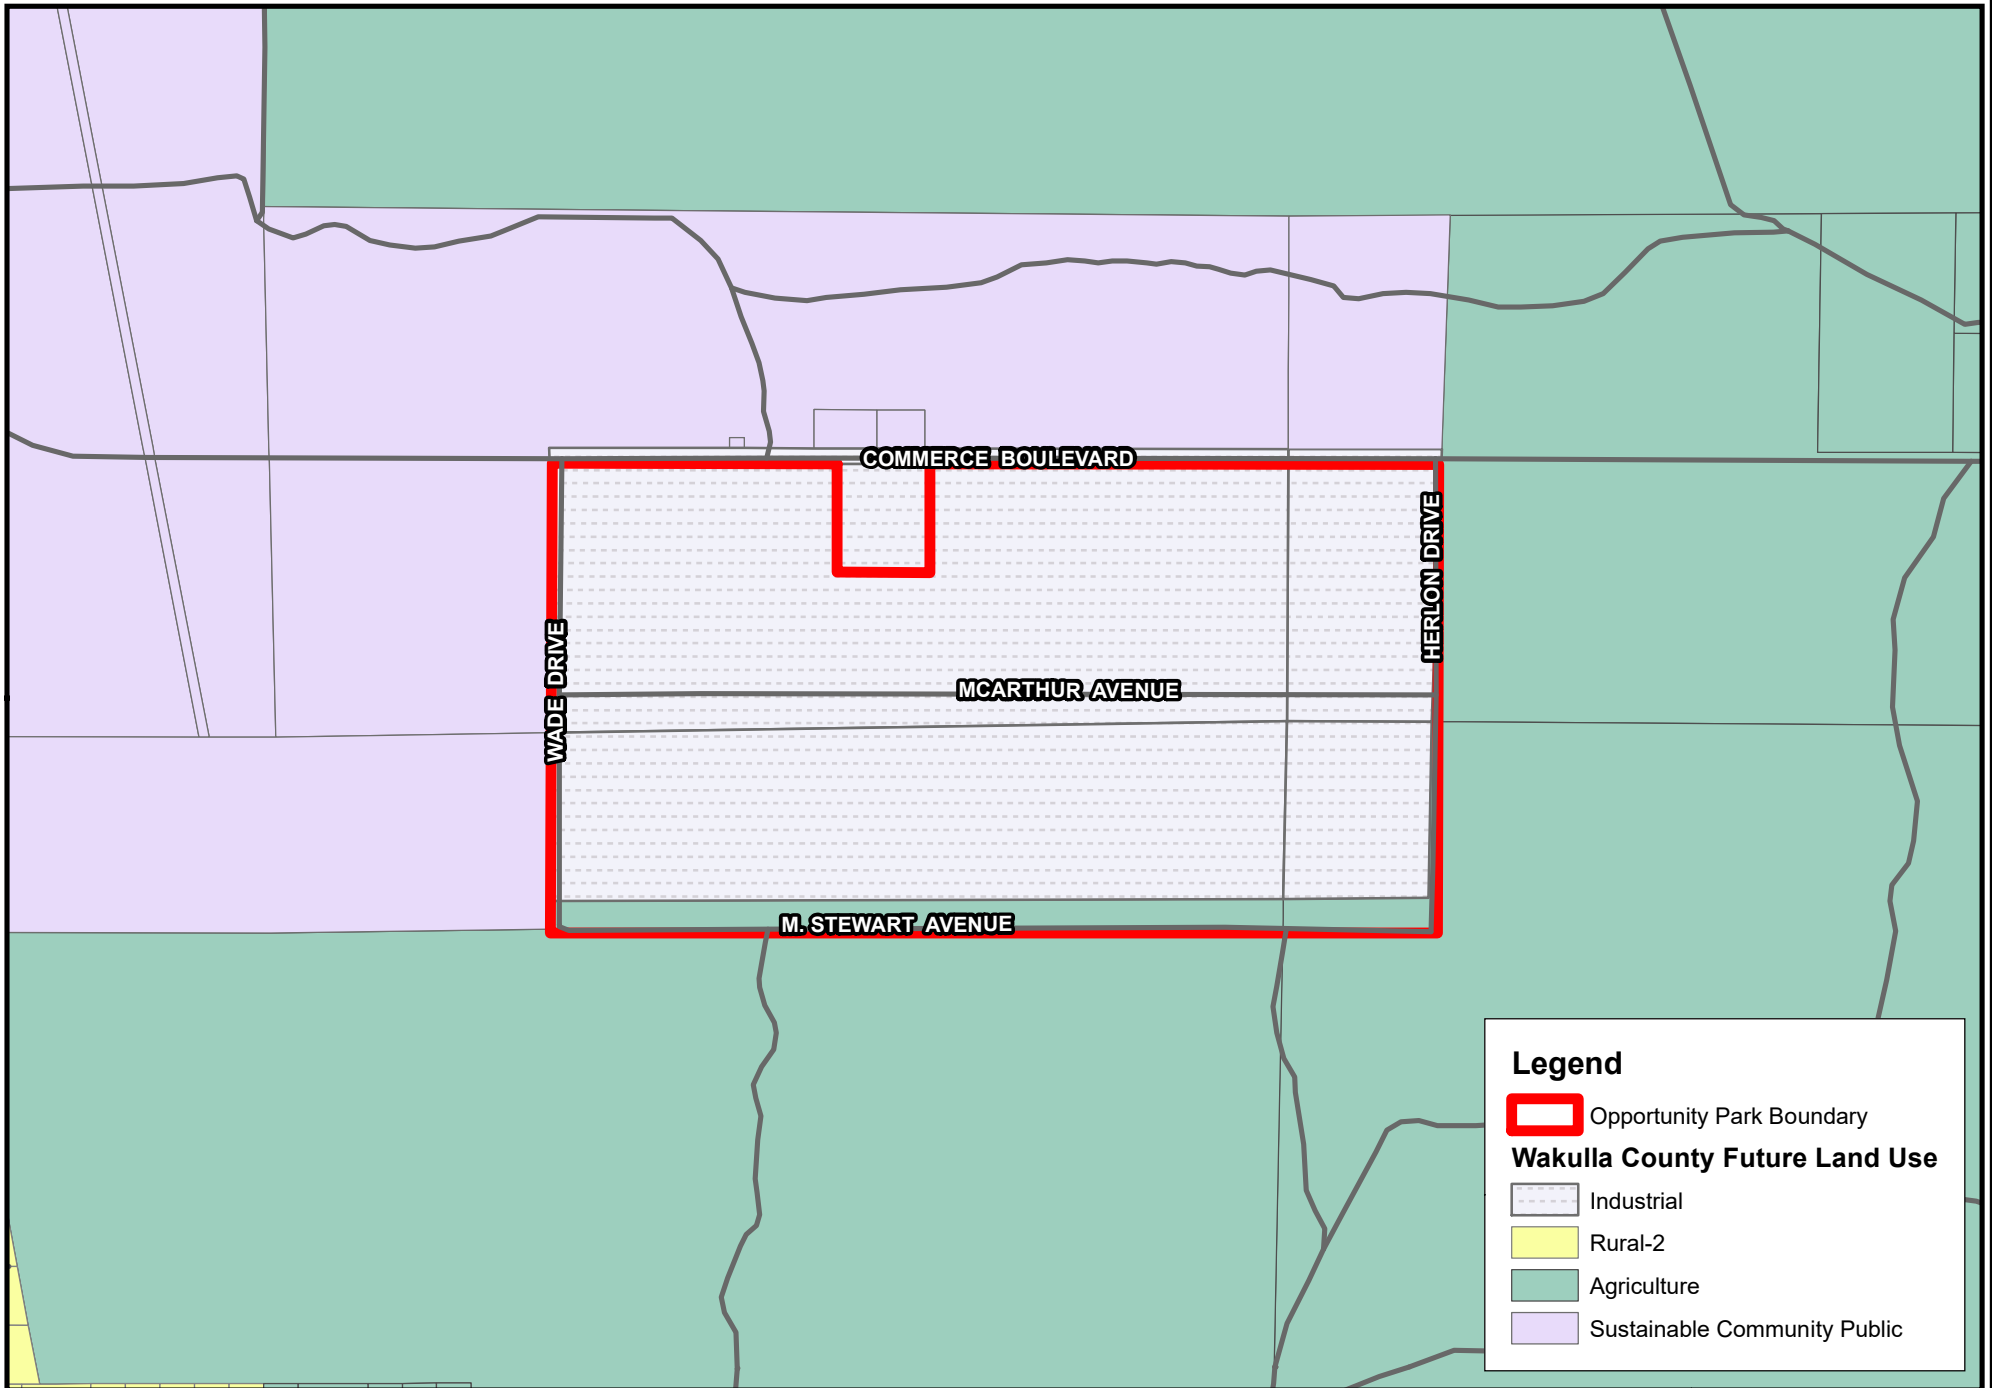 COMMERCE BOULEVARD
HERLON DRIVE
WADE DRIVE
MCARTHUR AVENUE
M. STEWART AVENUE
Legend
Opportunity Park Boundary
Wakulla County Future Land Use
Industrial
Rural-2
Agriculture
Sustainable Community Public